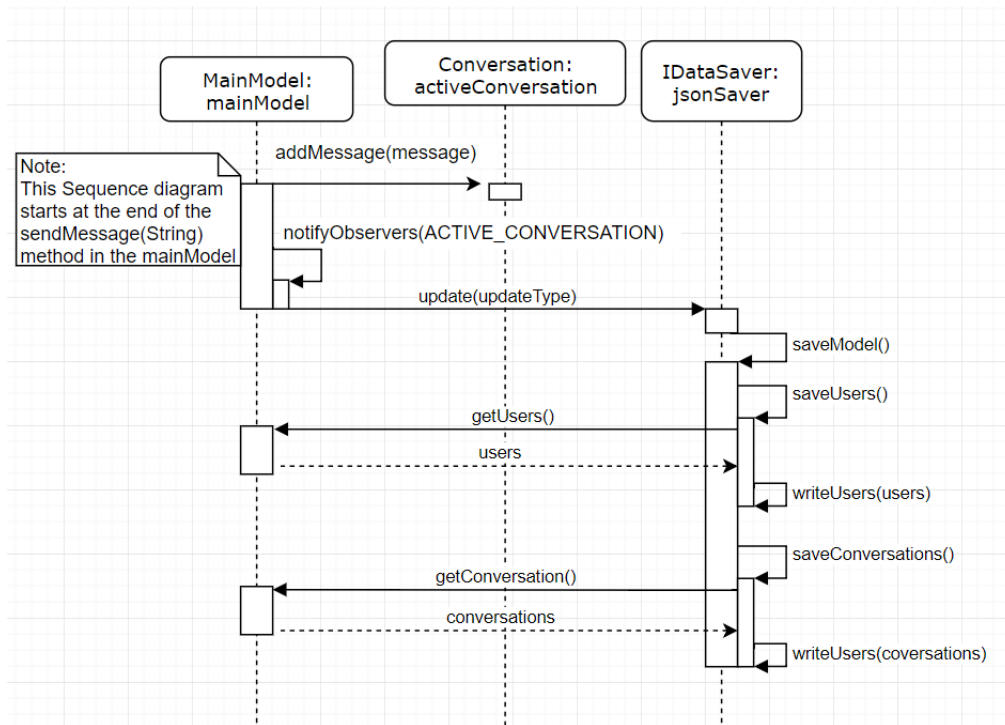 MainModel:
mainModel
Conversation:
activeConversation
IDataSaver:
jsonSaver
Note:
This Sequence diagram
starts at the end of the
sendMessage(String)
method in the mainModel
addMessage(message)
notifyObservers(ACTIVE_CONVERSATION)
update(updateType)
saveModel()
saveUsers()
getUsers()
users
writeUsers(users)
saveConversations()
getConversation()
conversations
writeUsers(coversations)